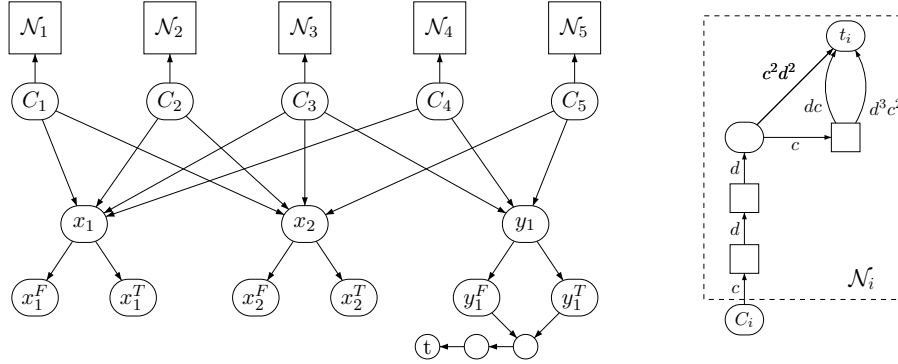 𝒩₁ 𝒩₂ 𝒩₃ 𝒩₄ 𝒩₅
C₁ C₂ C₃ C₄ C₅
x₁ x₂ y₁
x₁ᶠ x₁ᵀ x₂ᶠ x₂ᵀ y₁ᶠ y₁ᵀ
t
tᵢ
c²d²
dc d³c²
c
d
d
c
𝒩ᵢ
Cᵢ